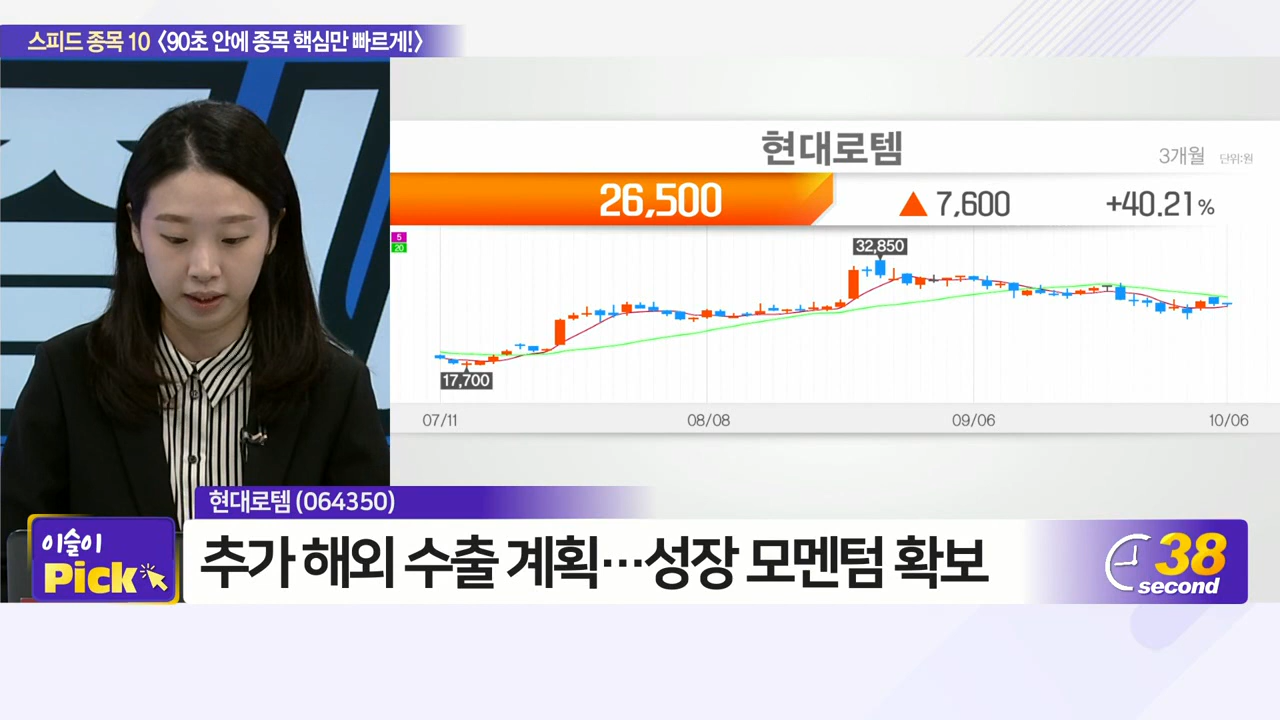 스피드 종목 10 <90초 안에 종목 핵심만 빠르게!>
현대로템
3개월 단위:원
26,500 ▲ 7,600 +40.21%
5
20
32,850
17,700
07/11 08/08 09/06 10/06
현대로템 (064350)
이슬이
Pick
추가 해외 수출 계획…성장 모멘텀 확보
38
second